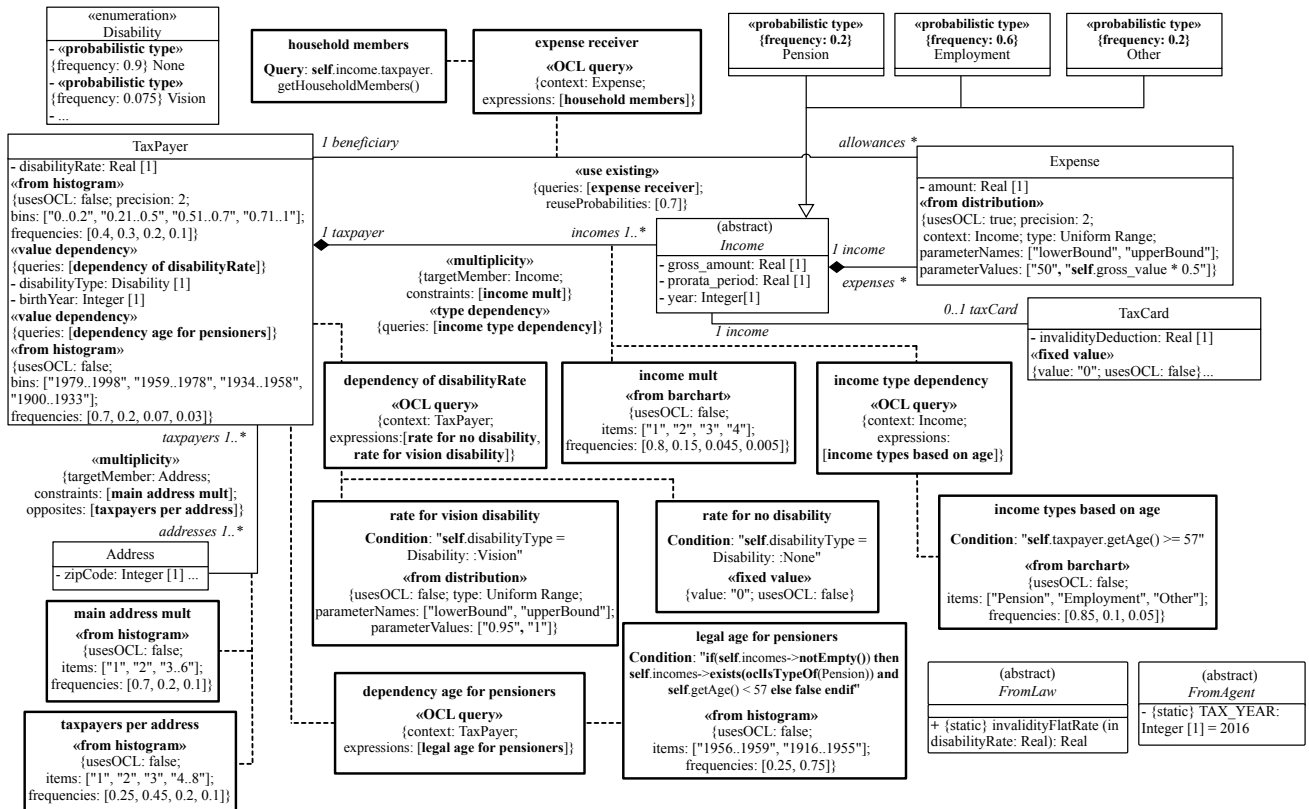 «enumeration»
Disability
- «probabilistic type»
{frequency: 0.9} None
- «probabilistic type»
{frequency: 0.075} Vision
- ...
household members
Query: self.income.taxpayer.
getHouseholdMembers()
expense receiver
«OCL query»
{context: Expense;
expressions: [household members]}
«probabilistic type»
{frequency: 0.2}
Pension
«probabilistic type»
{frequency: 0.6}
Employment
«probabilistic type»
{frequency: 0.2}
Other
TaxPayer
- disabilityRate: Real [1]
«from histogram»
{usesOCL: false; precision: 2;
bins: ["0..0.2", "0.21..0.5", "0.51..0.7", "0.71..1"];
frequencies: [0.4, 0.3, 0.2, 0.1]}
«value dependency»
{queries: [dependency of disabilityRate]}
- disabilityType: Disability [1]
- birthYear: Integer [1]
«value dependency»
{queries: [dependency age for pensioners]}
«from histogram»
{usesOCL: false;
bins: ["1979..1998", "1959..1978", "1934..1958",
"1900..1933"];
frequencies: [0.7, 0.2, 0.07, 0.03]}
1 beneficiary
allowances *
«use existing»
{queries: [expense receiver];
reuseProbabilities: [0.7]}
Expense
- amount: Real [1]
«from distribution»
{usesOCL: true; precision: 2;
context: Income; type: Uniform Range;
parameterNames: ["lowerBound", "upperBound"];
parameterValues: ["50", "self.gross_value * 0.5"]}
1 taxpayer
incomes 1..*
«multiplicity»
{targetMember: Income;
constraints: [income mult]}
«type dependency»
{queries: [income type dependency]}
(abstract)
Income
- gross_amount: Real [1]
- prorata_period: Real [1]
- year: Integer[1]
1 income
expenses *
0..1 taxCard
1 income
TaxCard
- invalidityDeduction: Real [1]
«fixed value»
{value: "0"; usesOCL: false}...
dependency of disabilityRate
«OCL query»
{context: TaxPayer;
expressions:[rate for no disability,
rate for vision disability]}
income mult
«from barchart»
{usesOCL: false;
items: ["1", "2", "3", "4"];
frequencies: [0.8, 0.15, 0.045, 0.005]}
income type dependency
«OCL query»
{context: Income;
expressions:
[income types based on age]}
taxpayers 1..*
«multiplicity»
{targetMember: Address;
constraints: [main address mult];
opposites: [taxpayers per address]}
addresses 1..*
Address
- zipCode: Integer [1] ...
rate for vision disability
Condition: "self.disabilityType =
Disability: :Vision"
«from distribution»
{usesOCL: false; type: Uniform Range;
parameterNames: ["lowerBound", "upperBound"];
parameterValues: ["0.95", "1"]}
rate for no disability
Condition: "self.disabilityType =
Disability: :None"
«fixed value»
{value: "0"; usesOCL: false}
income types based on age
Condition: "self.taxpayer.getAge() >= 57"
«from barchart»
{usesOCL: false;
items: ["Pension", "Employment", "Other"];
frequencies: [0.85, 0.1, 0.05]}
main address mult
«from histogram»
{usesOCL: false;
items: ["1", "2", "3..6"];
frequencies: [0.7, 0.2, 0.1]}
taxpayers per address
«from histogram»
{usesOCL: false;
items: ["1", "2", "3", "4..8"];
frequencies: [0.25, 0.45, 0.2, 0.1]}
dependency age for pensioners
«OCL query»
{context: TaxPayer;
expressions: [legal age for pensioners]}
legal age for pensioners
Condition: "if(self.incomes->notEmpty()) then
self.incomes->exists(oclIsTypeOf(Pension)) and
self.getAge() < 57 else false endif"
«from histogram»
{usesOCL: false;
items: ["1956..1959", "1916..1955"];
frequencies: [0.25, 0.75]}
(abstract)
FromLaw
+ {static} invalidityFlatRate (in
disabilityRate: Real): Real
(abstract)
FromAgent
- {static} TAX_YEAR:
Integer [1] = 2016